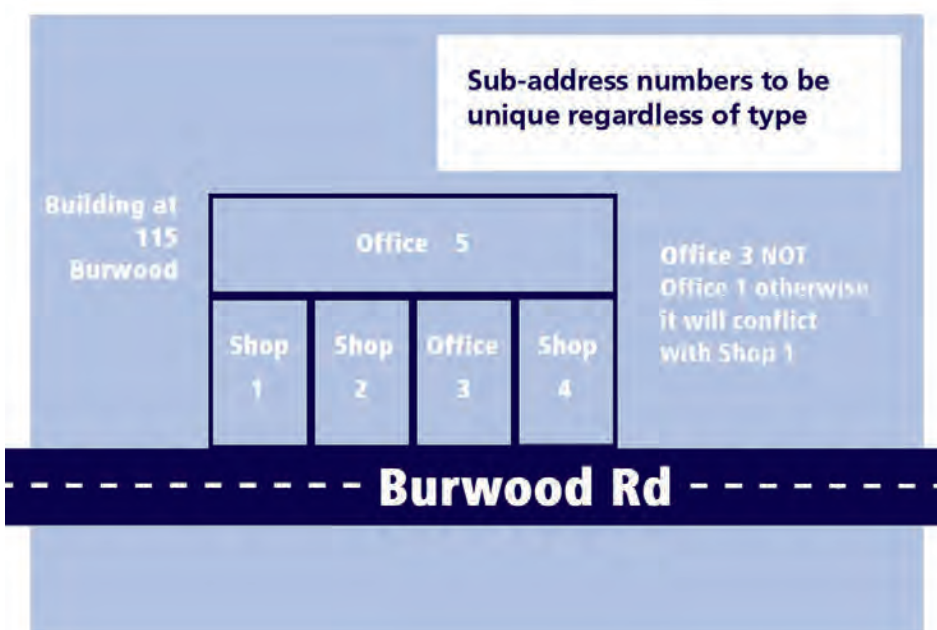 Sub-address numbers to be
unique regardless of type
Building at
115
Burwood
Office 5
Office 3 NOT
Office 1 otherwise
it will conflict
with Shop 1
Shop
1
Shop
2
Office
3
Shop
4
Burwood Rd